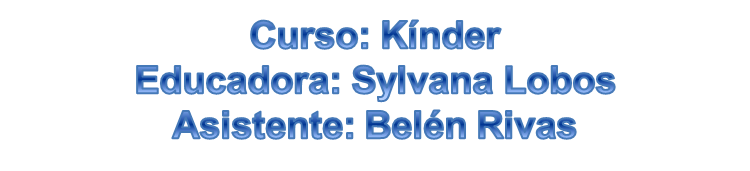 Curso: Kínder
Educadora: Sylvana Lobos
Asistente: Belén Rivas